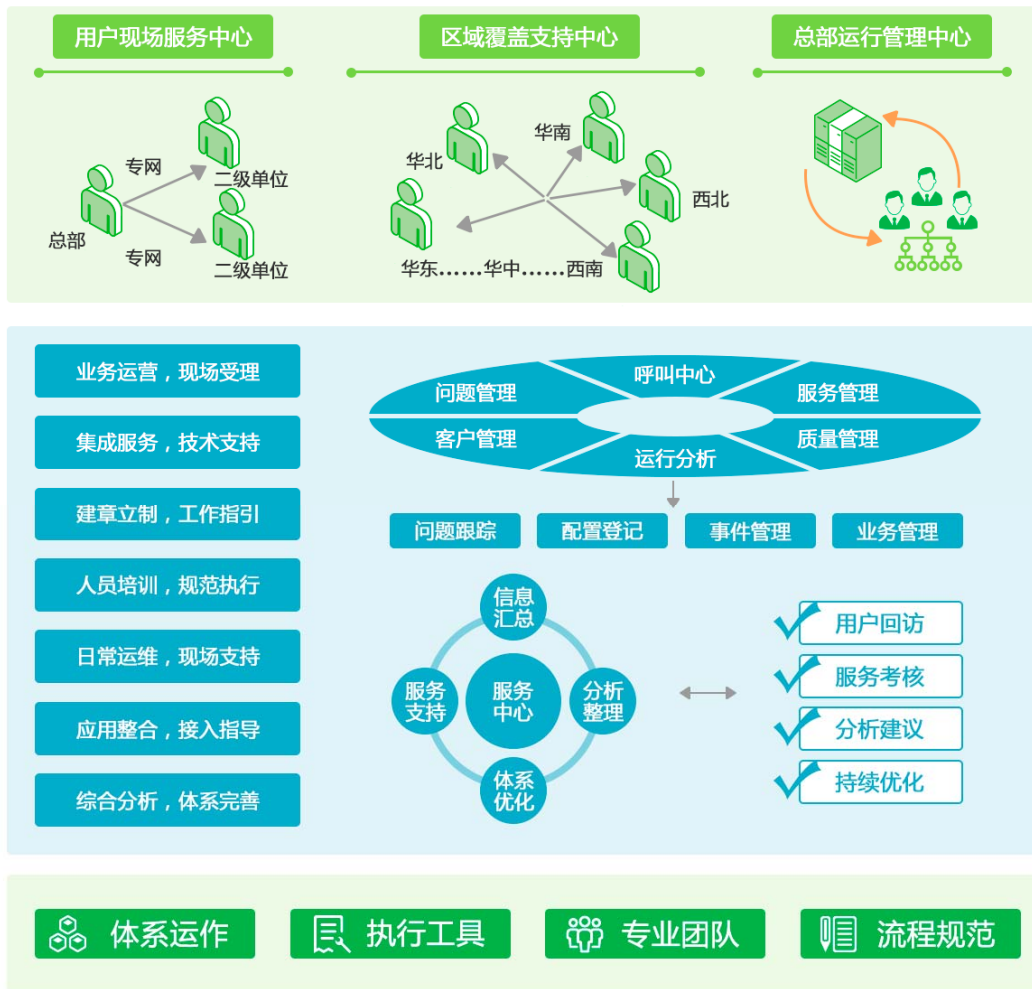 用户现场服务中心
区域覆盖支持中心
总部运行管理中心
专网
二级单位
总部
专网
二级单位
华南
华北
西北
华东……华中……西南
业务运营，现场受理
集成服务，技术支持
建章立制，工作指引
人员培训，规范执行
日常运维，现场支持
应用整合，接入指导
综合分析，体系完善
呼叫中心
问题管理
服务管理
客户管理
质量管理
运行分析
问题跟踪
配置登记
事件管理
业务管理
信息
汇总
服务
支持
服务
中心
分析
整理
体系
优化
用户回访
服务考核
分析建议
持续优化
体系运作
执行工具
专业团队
流程规范